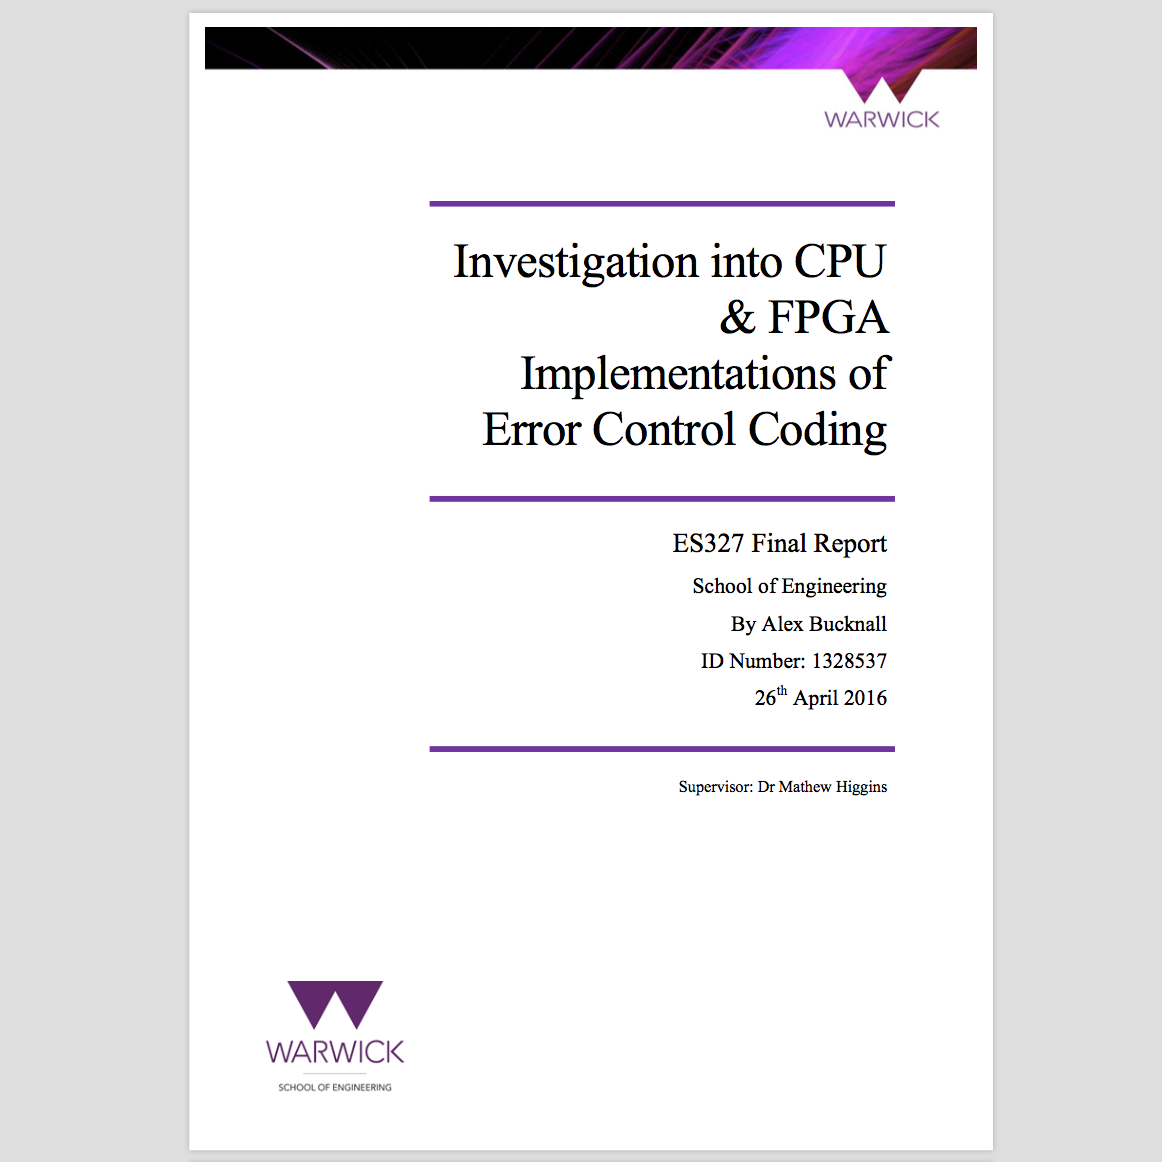 WARWICK
Investigation into CPU
& FPGA
Implementations of
Error Control Coding
ES327 Final Report
School of Engineering
By Alex Bucknall
ID Number: 1328537
26th April 2016
Supervisor: Dr Mathew Higgins
WARWICK
SCHOOL OF ENGINEERING